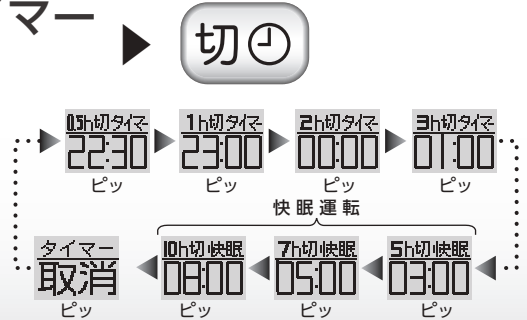 マー
切
0.5h切タイマー 1h切タイマー 2h切タイマー 3h切タイマー
22:30 23:00 00:00 01:00
ピッ ピッ ピッ ピッ
快眠運転
タイマー 10h切快眠 7h切快眠 5h切快眠
取消 08:00 05:00 03:00
ピッ ピッ ピッ ピッ